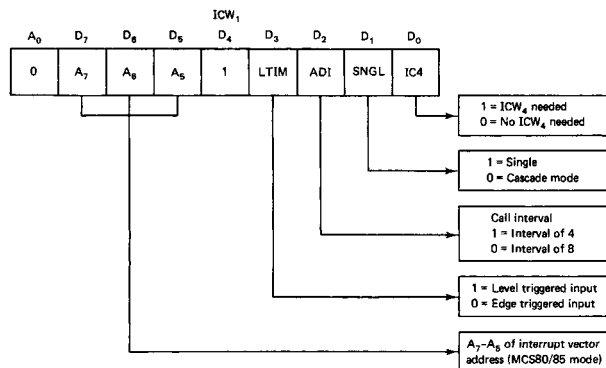 ICW₁
A₀ D₇ D₆ D₅ D₄ D₃ D₂ D₁ D₀
0 A₇ A₆ A₅ 1 LTIM ADI SNGL IC4
1 = ICW₄ needed
0 = No ICW₄ needed
1 = Single
0 = Cascade mode
Call interval
1 = Interval of 4
0 = Interval of 8
1 = Level triggered input
0 = Edge triggered input
A₇–A₅ of interrupt vector
address (MCS80/85 mode)